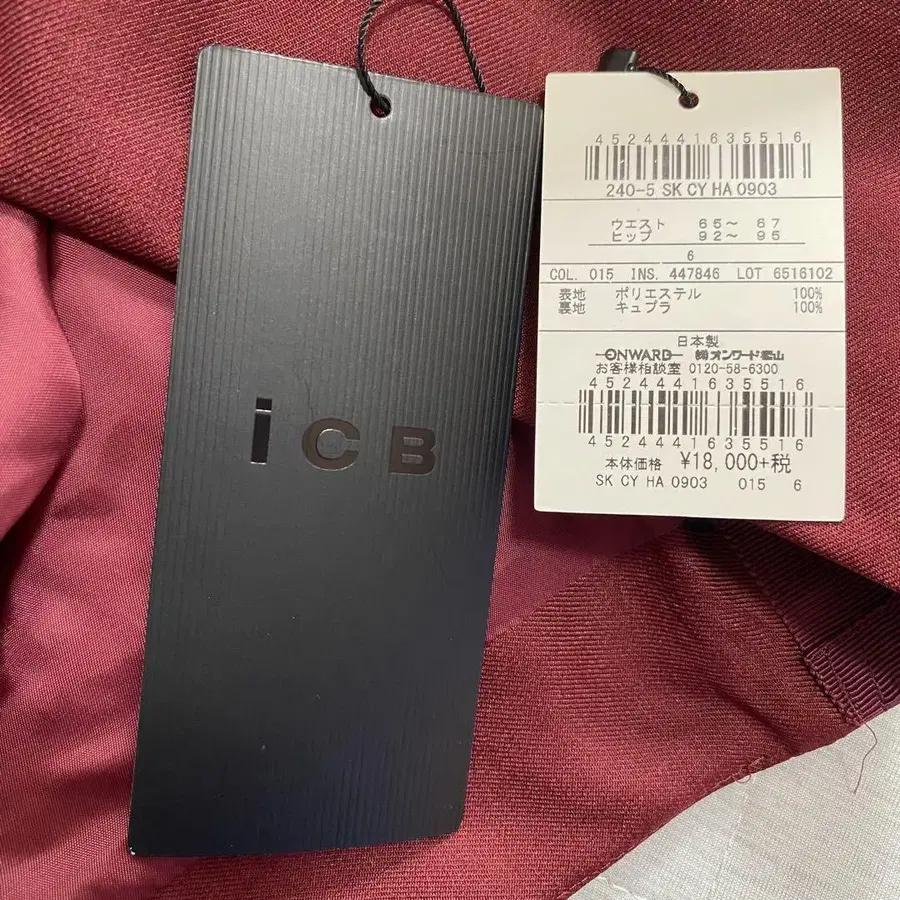 iCB
4524441635516
240-5 SK CY HA 0903
ウエスト 65〜 67
ヒップ 92〜 95
6
COL. 015 INS. 447846 LOT 6516102
表地 ポリエステル 100%
裏地 キュプラ 100%
日本製
ONWARD ㈱オンワード樫山
お客様相談室 0120-58-6300
4524441635516
4524441635516
本体価格 ¥18,000+税
SK CY HA 0903 015 6